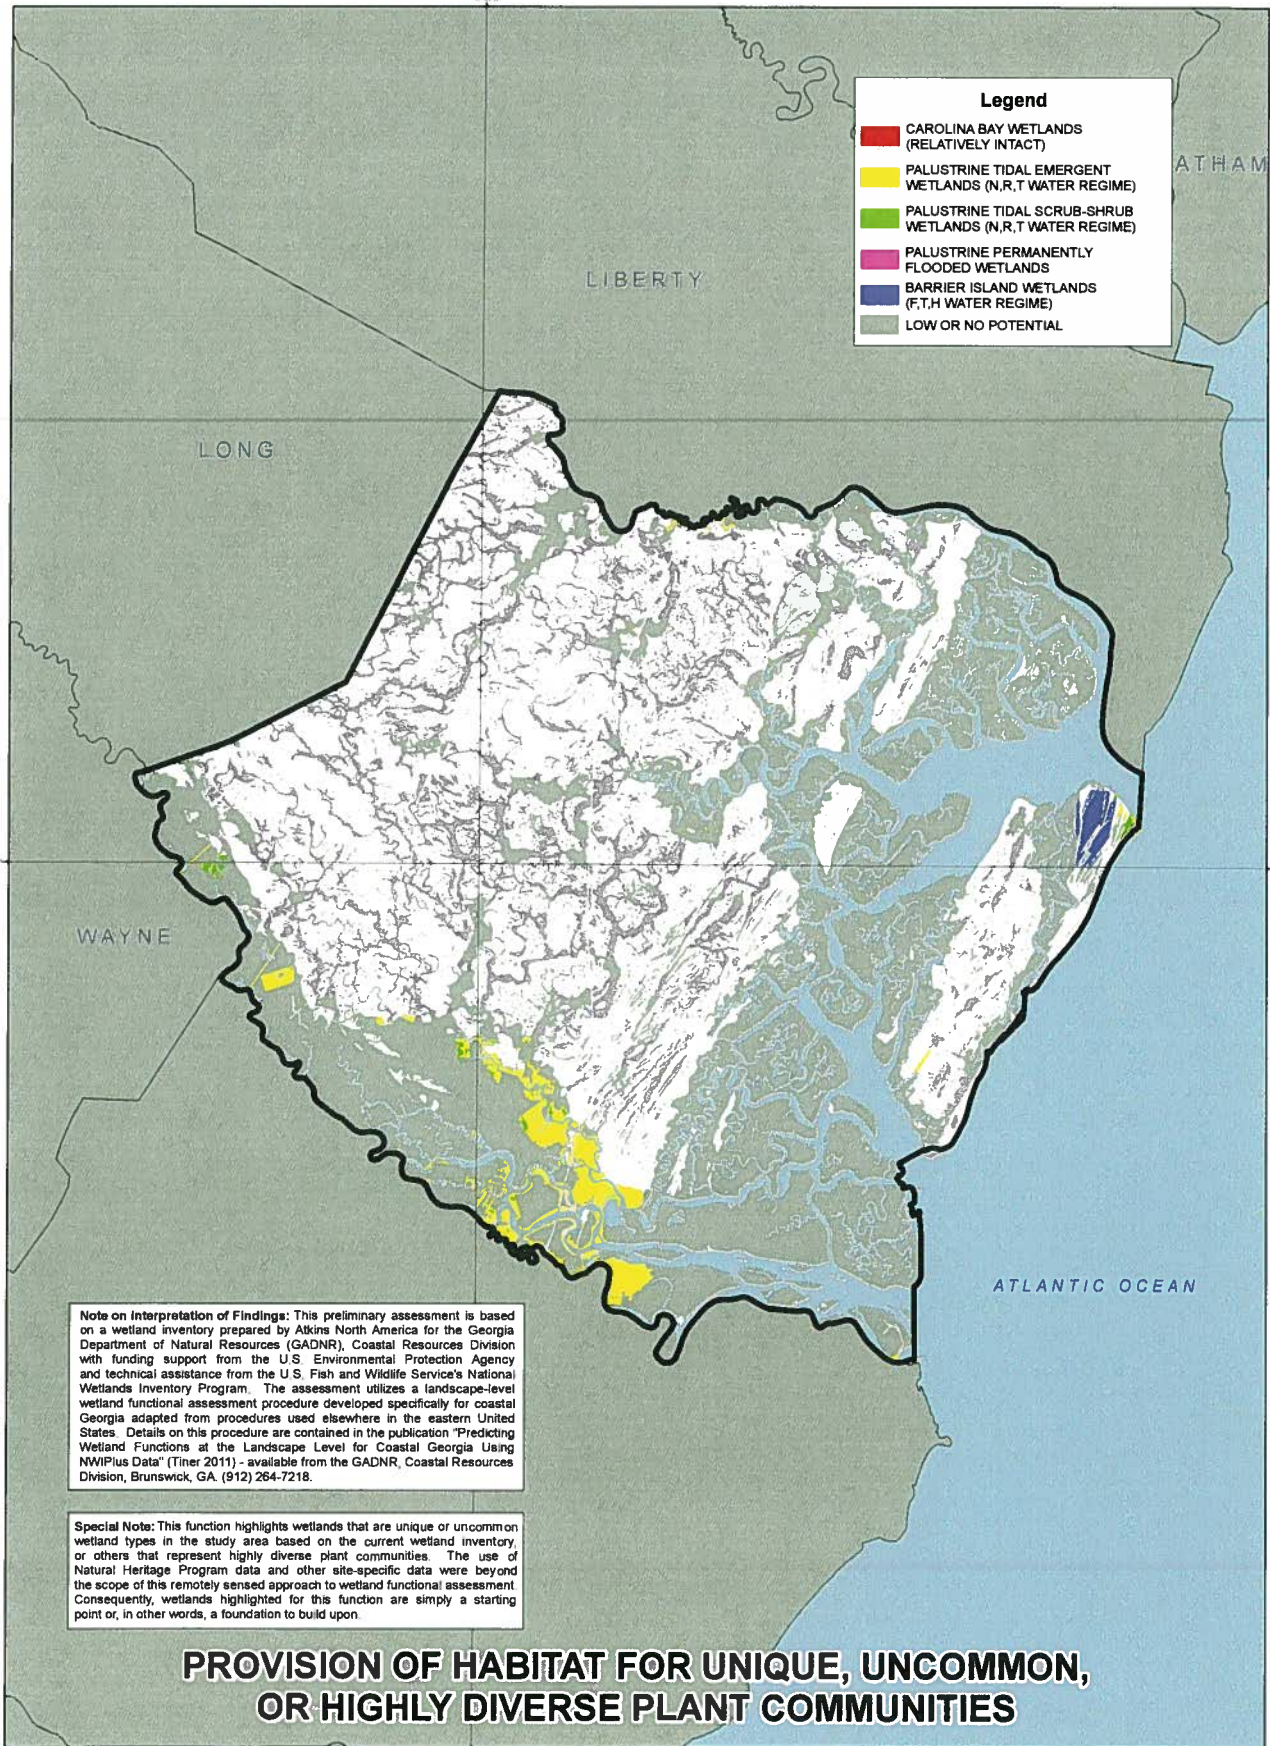 Legend
CAROLINA BAY WETLANDS
(RELATIVELY INTACT)
PALUSTRINE TIDAL EMERGENT
WETLANDS (N,R,T WATER REGIME)
PALUSTRINE TIDAL SCRUB-SHRUB
WETLANDS (N,R,T WATER REGIME)
PALUSTRINE PERMANENTLY
FLOODED WETLANDS
BARRIER ISLAND WETLANDS
(F,T,H WATER REGIME)
LOW OR NO POTENTIAL
ATHAM
LIBERTY
LONG
WAYNE
ATLANTIC OCEAN
Note on Interpretation of Findings: This preliminary assessment is based
on a wetland inventory prepared by Atkins North America for the Georgia
Department of Natural Resources (GADNR), Coastal Resources Division
with funding support from the U.S. Environmental Protection Agency
and technical assistance from the U.S. Fish and Wildlife Service's National
Wetlands Inventory Program. The assessment utilizes a landscape-level
wetland functional assessment procedure developed specifically for coastal
Georgia adapted from procedures used elsewhere in the eastern United
States. Details on this procedure are contained in the publication "Predicting
Wetland Functions at the Landscape Level for Coastal Georgia Using
NWIPlus Data" (Tiner 2011) - available from the GADNR, Coastal Resources
Division, Brunswick, GA. (912) 264-7218.
Special Note: This function highlights wetlands that are unique or uncommon
wetland types in the study area based on the current wetland inventory,
or others that represent highly diverse plant communities. The use of
Natural Heritage Program data and other site-specific data were beyond
the scope of this remotely sensed approach to wetland functional assessment.
Consequently, wetlands highlighted for this function are simply a starting
point or, in other words, a foundation to build upon.
PROVISION OF HABITAT FOR UNIQUE, UNCOMMON,
OR HIGHLY DIVERSE PLANT COMMUNITIES